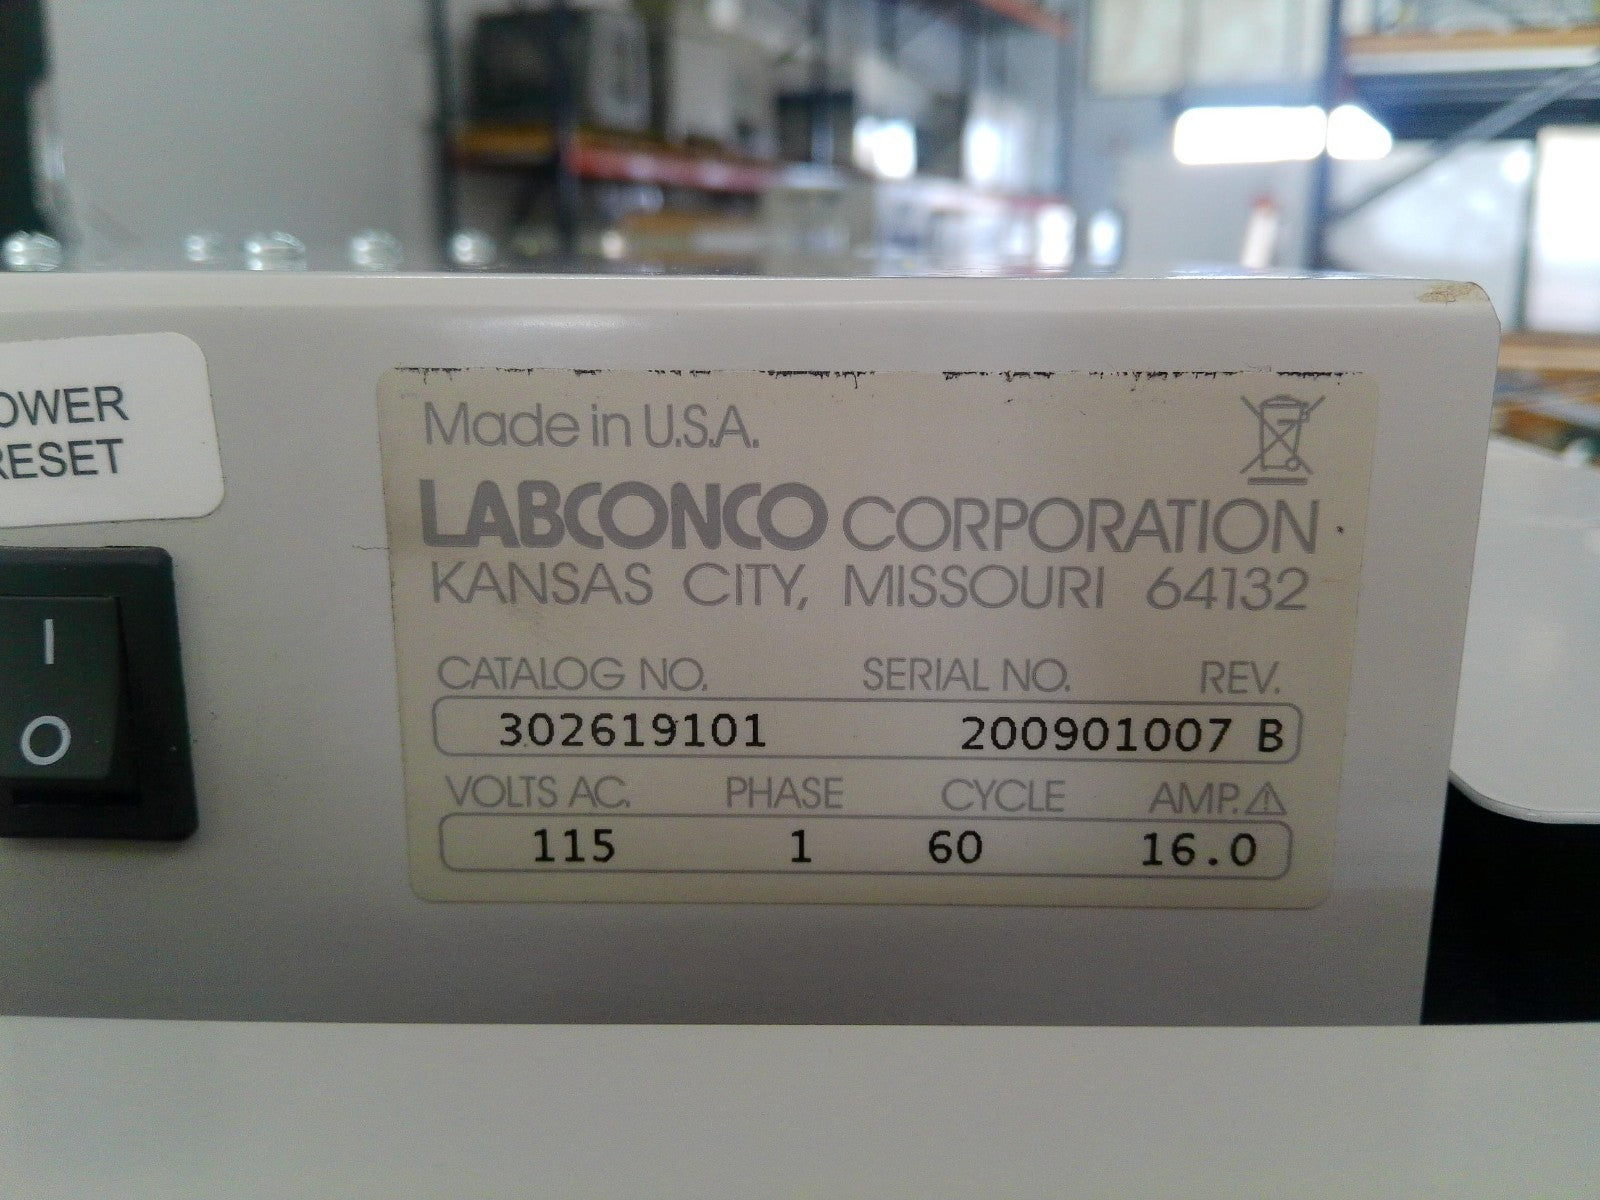 OWER
RESET
I
O
Made in U.S.A.
LABCONCO CORPORATION
KANSAS CITY, MISSOURI 64132
CATALOG NO. SERIAL NO. REV.
302619101 200901007 B
VOLTS AC. PHASE CYCLE AMP.
115 1 60 16.0